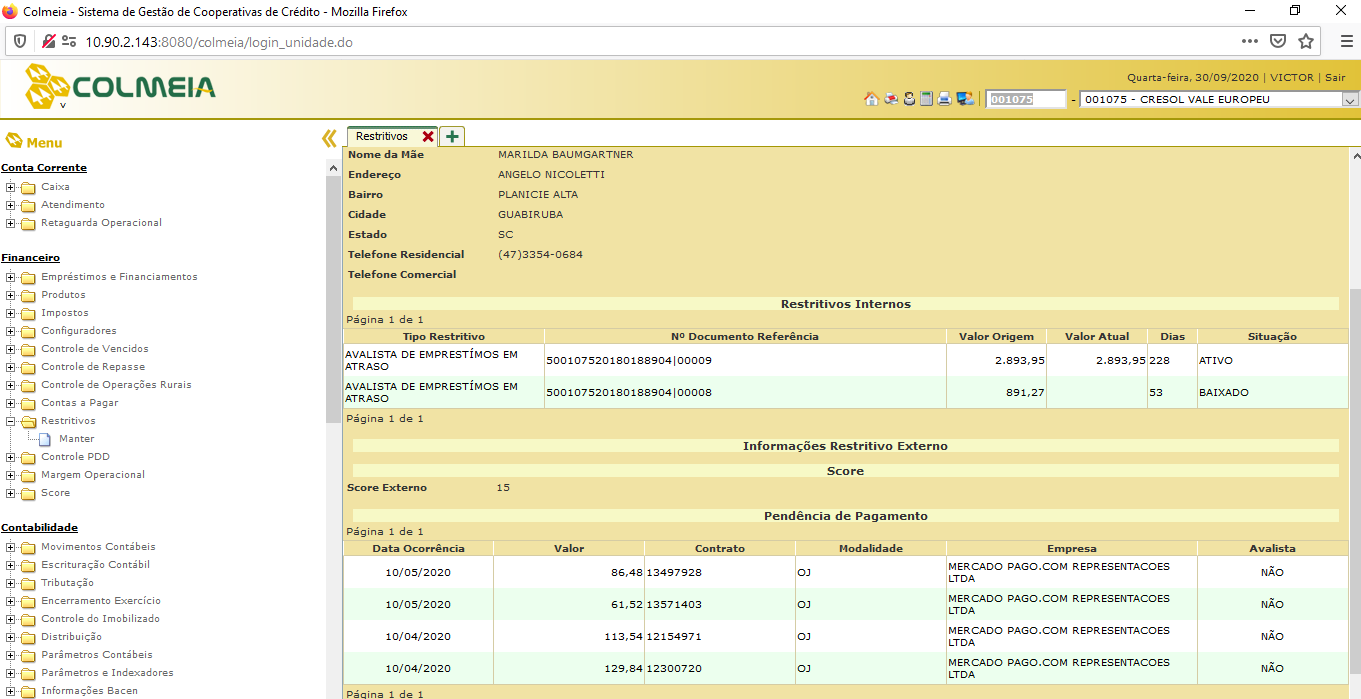 Colmeia - Sistema de Gestão de Cooperativas de Crédito - Mozilla Firefox
10.90.2.143:8080/colmeia/login_unidade.do
COLMEIA
v
Quarta-feira, 30/09/2020 | VICTOR | Sair
001075 - 001075 - CRESOL VALE EUROPEU
Menu
Conta Corrente
Caixa
Atendimento
Retaguarda Operacional
Financeiro
Empréstimos e Financiamentos
Produtos
Impostos
Configuradores
Controle de Vencidos
Controle de Repasse
Controle de Operações Rurais
Contas a Pagar
Restritivos
Manter
Controle PDD
Margem Operacional
Score
Contabilidade
Movimentos Contábeis
Escrituração Contábil
Tributação
Encerramento Exercício
Controle do Imobilizado
Distribuição
Parâmetros Contábeis
Parâmetros e Indexadores
Informações Bacen
Restritivos
Nome da Mãe MARILDA BAUMGARTNER
Endereço ANGELO NICOLETTI
Bairro PLANICIE ALTA
Cidade GUABIRUBA
Estado SC
Telefone Residencial (47)3354-0684
Telefone Comercial
Restritivos Internos
Página 1 de 1
Tipo Restritivo Nº Documento Referência Valor Origem Valor Atual Dias Situação
AVALISTA DE EMPRESTÍMOS EM
ATRASO 500107520180188904|00009 2.893,95 2.893,95 228 ATIVO
AVALISTA DE EMPRESTÍMOS EM
ATRASO 500107520180188904|00008 891,27 53 BAIXADO
Página 1 de 1
Informações Restritivo Externo
Score
Score Externo 15
Pendência de Pagamento
Página 1 de 1
Data Ocorrência Valor Contrato Modalidade Empresa Avalista
10/05/2020 86,48 13497928 OJ MERCADO PAGO.COM REPRESENTACOES
LTDA NÃO
10/05/2020 61,52 13571403 OJ MERCADO PAGO.COM REPRESENTACOES
LTDA NÃO
10/04/2020 113,54 12154971 OJ MERCADO PAGO.COM REPRESENTACOES
LTDA NÃO
10/04/2020 129,84 12300720 OJ MERCADO PAGO.COM REPRESENTACOES
LTDA NÃO
Página 1 de 1